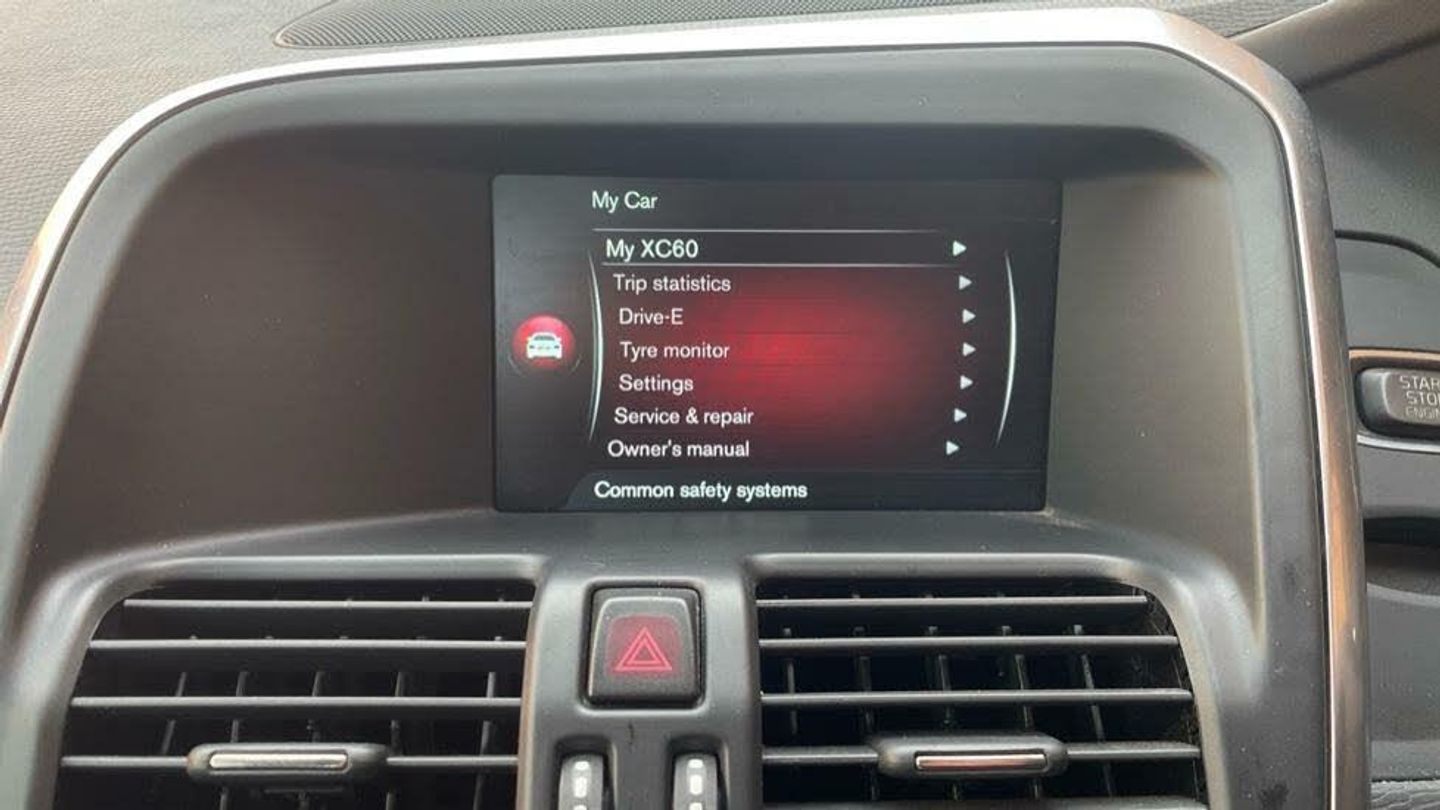 My Car
My XC60
Trip statistics
Drive-E
Tyre monitor
Settings
Service & repair
Owner's manual
Common safety systems